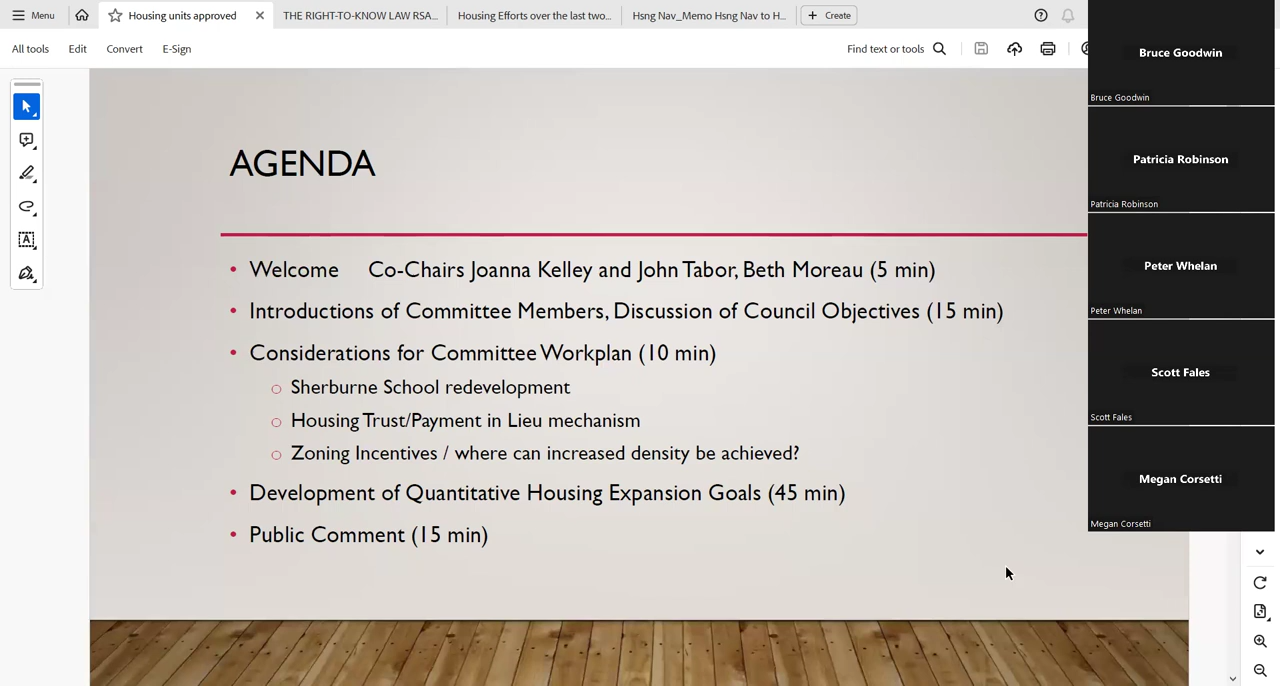 Menu
Housing units approved
THE RIGHT-TO-KNOW LAW RSA...
Housing Efforts over the last two...
Hsng Nav_Memo Hsng Nav to H...
+ Create
All tools
Edit
Convert
E-Sign
Find text or tools
AGENDA
• Welcome Co-Chairs Joanna Kelley and John Tabor, Beth Moreau (5 min)
• Introductions of Committee Members, Discussion of Council Objectives (15 min)
• Considerations for Committee Workplan (10 min)
○ Sherburne School redevelopment
○ Housing Trust/Payment in Lieu mechanism
○ Zoning Incentives / where can increased density be achieved?
• Development of Quantitative Housing Expansion Goals (45 min)
• Public Comment (15 min)
Bruce Goodwin
Bruce Goodwin
Patricia Robinson
Patricia Robinson
Peter Whelan
Peter Whelan
Scott Fales
Scott Fales
Megan Corsetti
Megan Corsetti